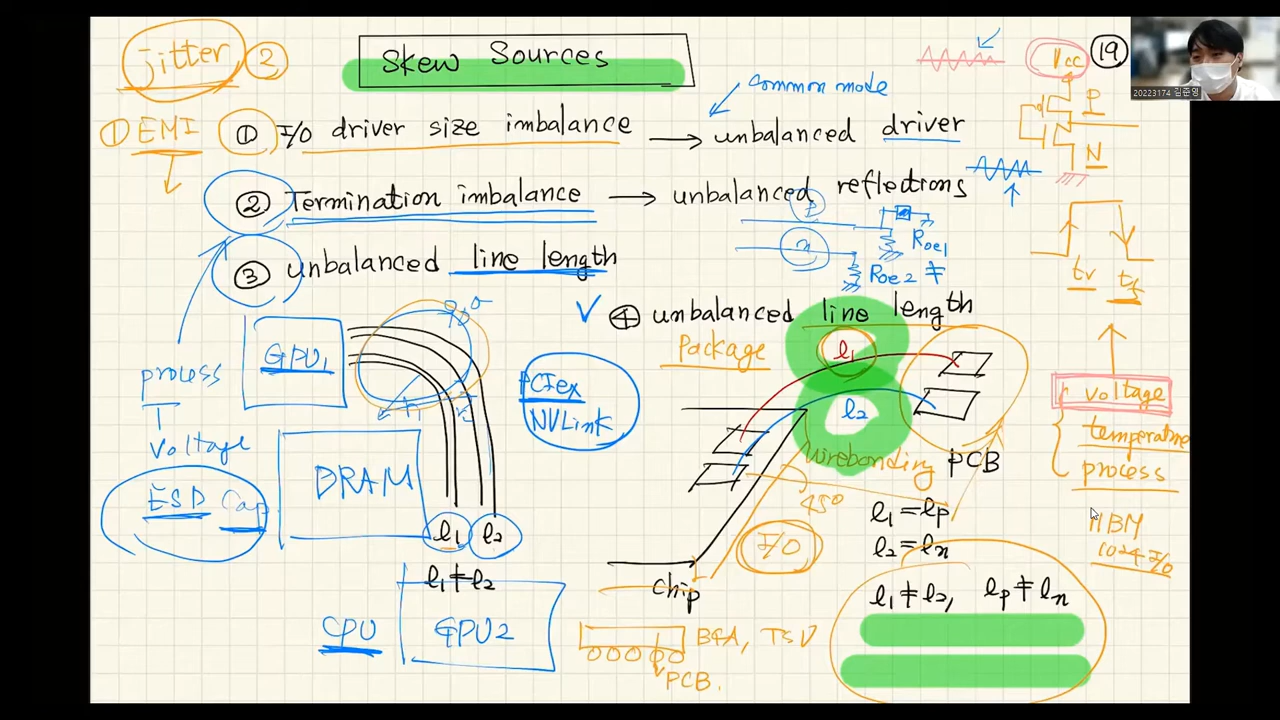 jitter ②
Skew Sources
Vcc
⑲
20223174 김준영
common mode
① EMI
① I/O driver size imbalance → unbalanced driver
P
N
② Termination imbalance → unbalanced reflections
P
n
Roe1
Roe2 ≠
③ unbalanced line length
tr tf
④ unbalanced line length
GPU1
r1 r2
process
voltage
ESD Cap
PCIex
NVLink
DRAM
l1 l2
l1 ≠ l2
CPU
GPU2
Package
l1
l2
wirebonding
PCB
45°
I/O
chip
l1 = lp
l2 = ln
l1 ≠ l2, lp ≠ ln
BGA, TSV
PCB.
voltage
temperature
process
HBM
1024 I/O